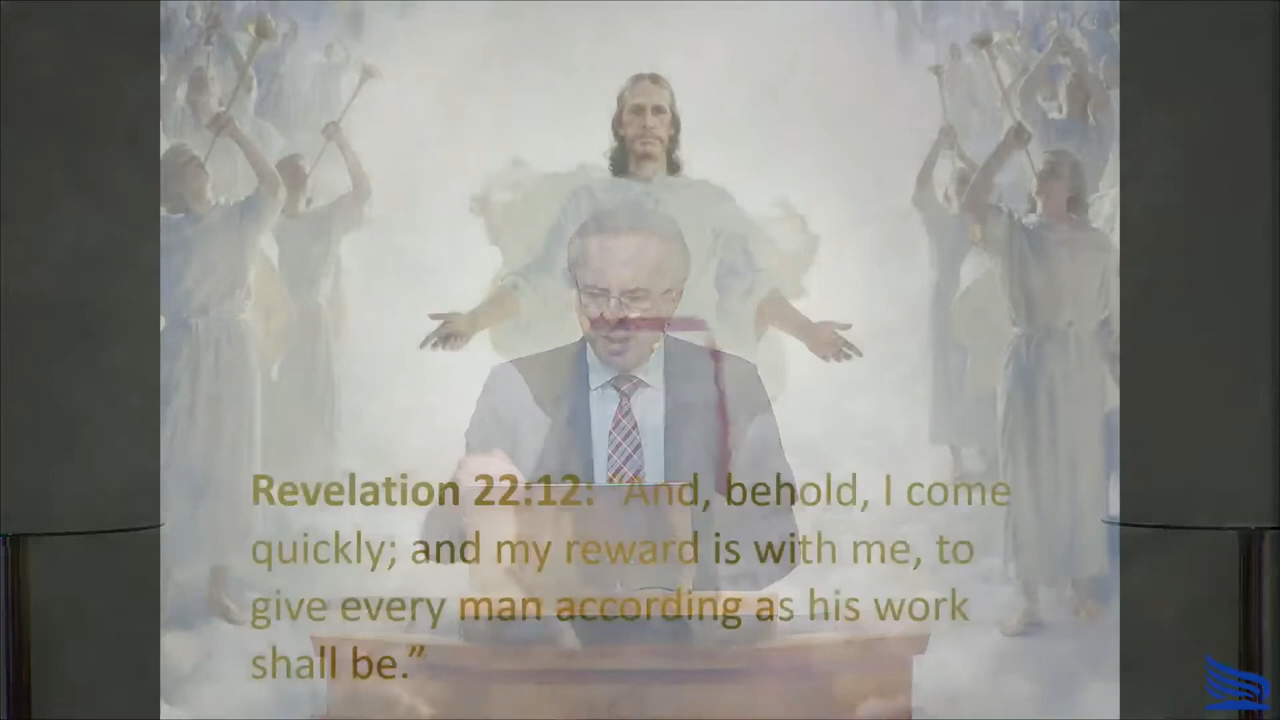 Revelation 22:12: “And, behold, I come
quickly; and my reward is with me, to
give every man according as his work
shall be.”